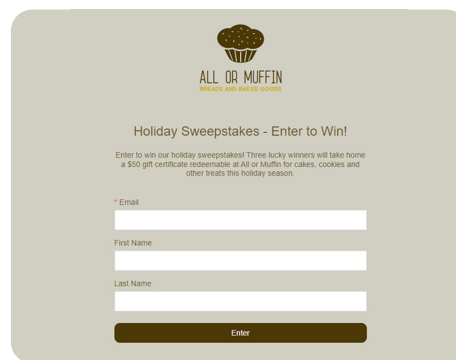 ALL OR MUFFIN
BREADS AND BAKED GOODS
Holiday Sweepstakes - Enter to Win!
Enter to win our holiday sweepstakes! Three lucky winners will take home
a $50 gift certificate redeemable at All or Muffin for cakes, cookies and
other treats this holiday season.
* Email
First Name
Last Name
Enter